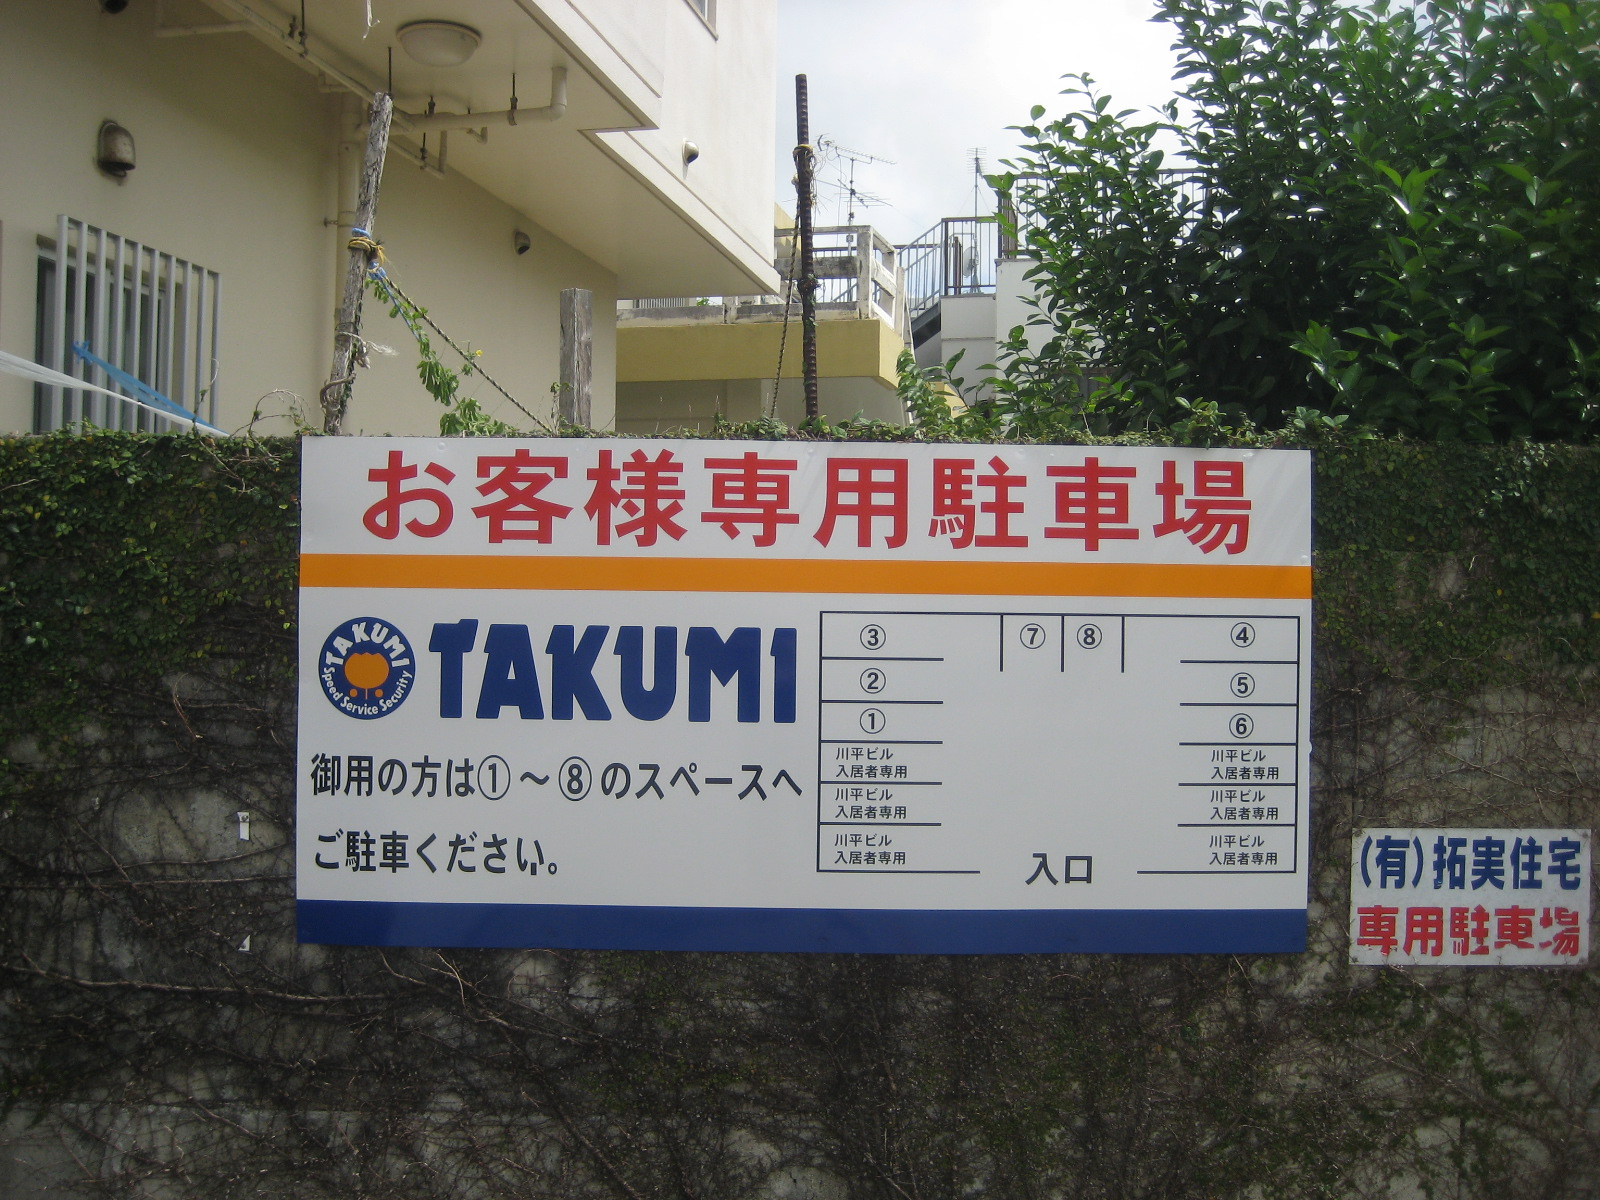 お客様専用駐車場
TAKUMI
Speed Service Security
TAKUMI
御用の方は①～⑧のスペースへ
ご駐車ください。
③
⑦
⑧
④
②
⑤
①
⑥
川平ビル
入居者専用
川平ビル
入居者専用
川平ビル
入居者専用
川平ビル
入居者専用
川平ビル
入居者専用
川平ビル
入居者専用
入口
(有)拓実住宅
専用駐車場